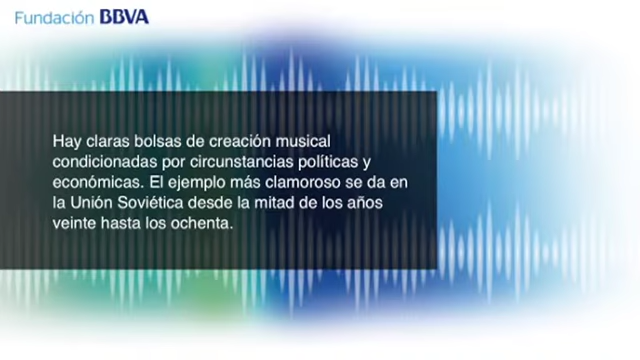 Fundación BBVA
Hay claras bolsas de creación musical
condicionadas por circunstancias políticas y
económicas. El ejemplo más clamoroso se da en
la Unión Soviética desde la mitad de los años
veinte hasta los ochenta.